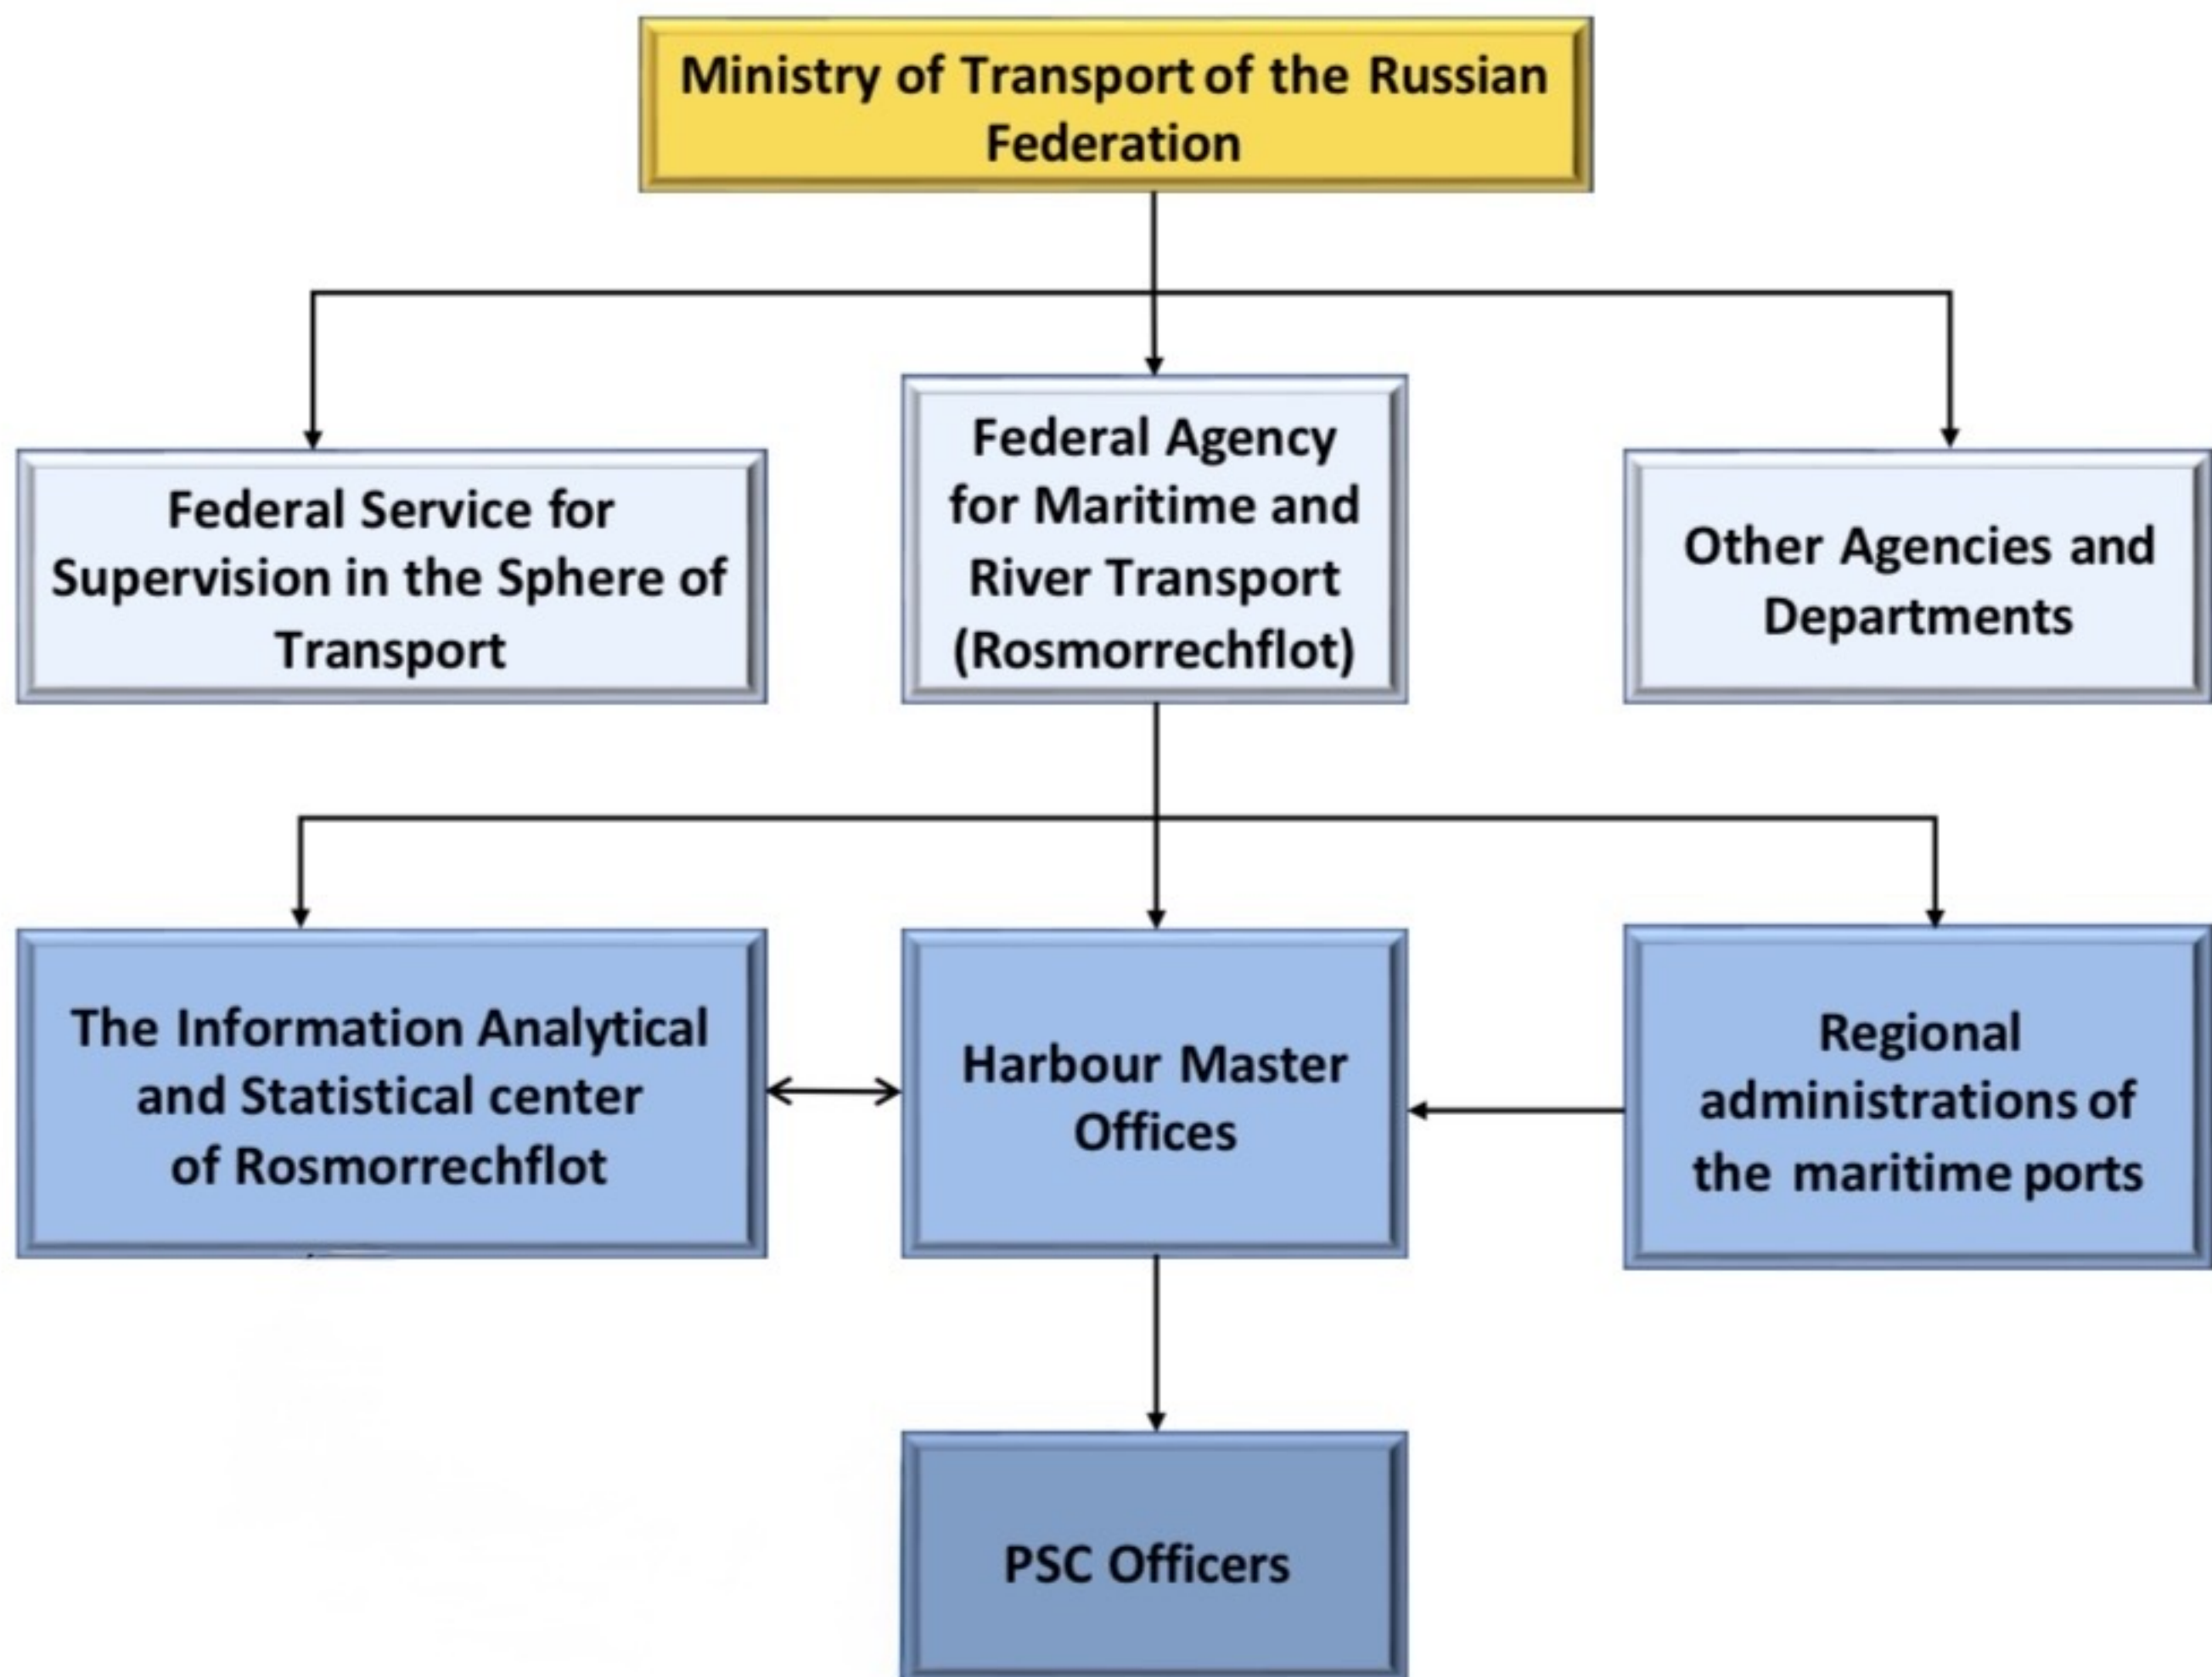 Ministry of Transport of the Russian
Federation
Federal Service for
Supervision in the Sphere of
Transport
Federal Agency
for Maritime and
River Transport
(Rosmorrechflot)
Other Agencies and
Departments
The Information Analytical
and Statistical center
of Rosmorrechflot
Harbour Master
Offices
Regional
administrations of
the maritime ports
PSC Officers